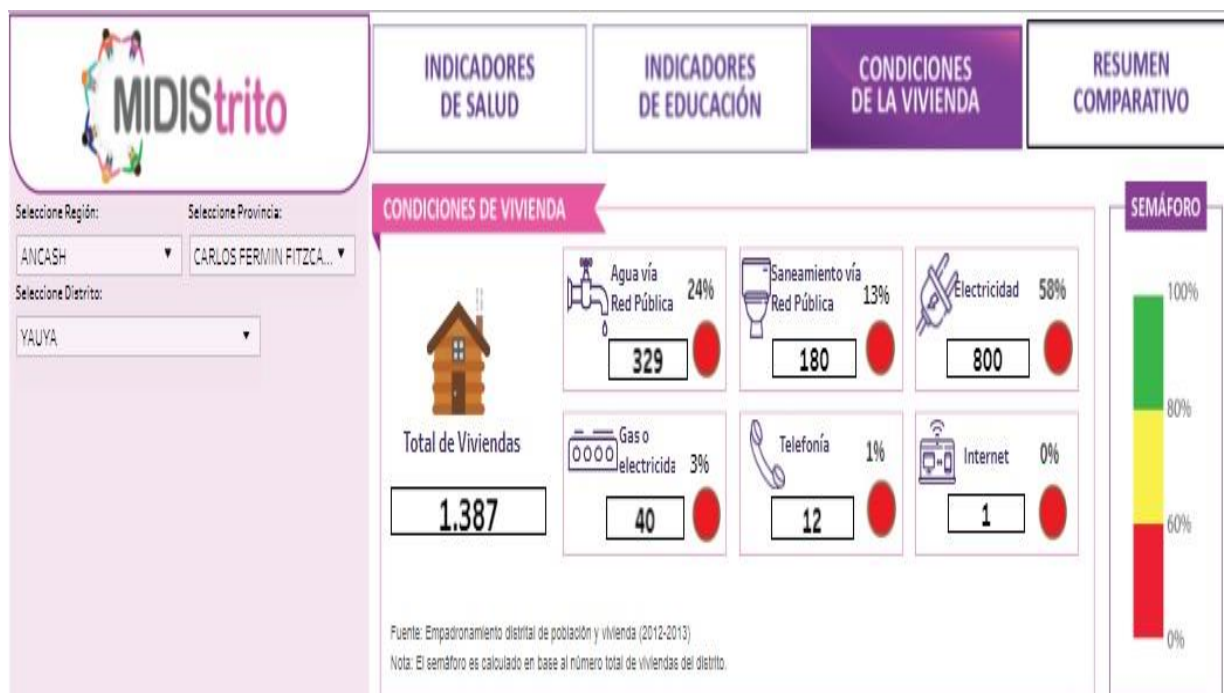 MIDIStrito
INDICADORES
DE SALUD
INDICADORES
DE EDUCACIÓN
CONDICIONES
DE LA VIVIENDA
RESUMEN
COMPARATIVO
Seleccione Región:
Seleccione Provincia:
ANCASH
CARLOS FERMIN FITZCA...
Seleccione Distrito:
YAUYA
CONDICIONES DE VIVIENDA
Total de Viviendas
1.387
Agua vía
Red Pública
24%
329
Saneamiento vía
Red Pública
13%
180
Electricidad
58%
800
Gas o
electricida
3%
40
Telefonía
1%
12
Internet
0%
1
SEMÁFORO
100%
80%
60%
0%
Fuente: Empadronamiento distrital de población y vivienda (2012-2013)
Nota: El semáforo es calculado en base al número total de viviendas del distrito.